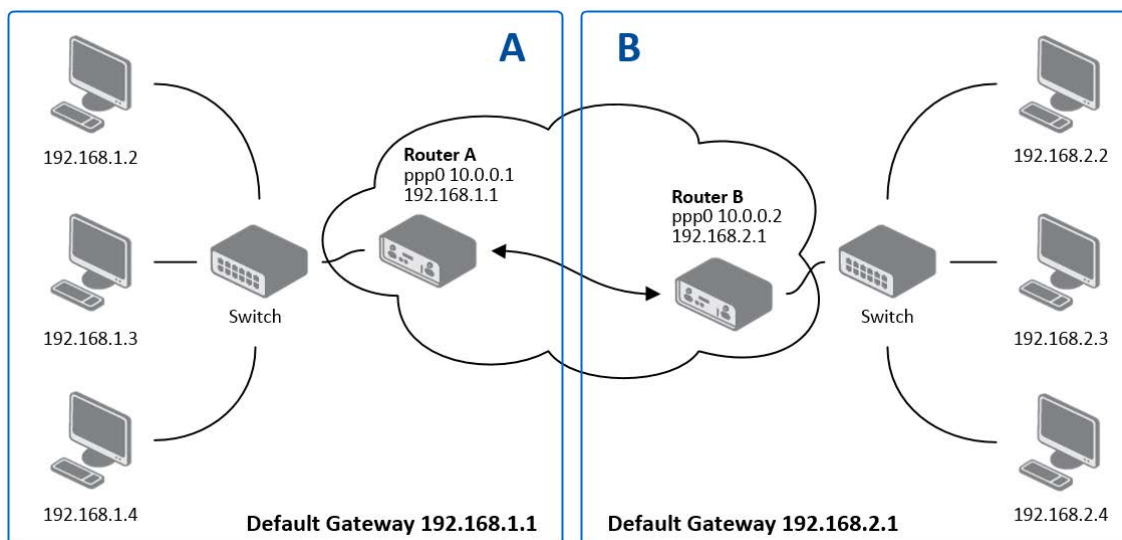 A
192.168.1.2
192.168.1.3
192.168.1.4
Switch
Router A
ppp0 10.0.0.1
192.168.1.1
Default Gateway 192.168.1.1
B
Router B
ppp0 10.0.0.2
192.168.2.1
Switch
192.168.2.2
192.168.2.3
192.168.2.4
Default Gateway 192.168.2.1